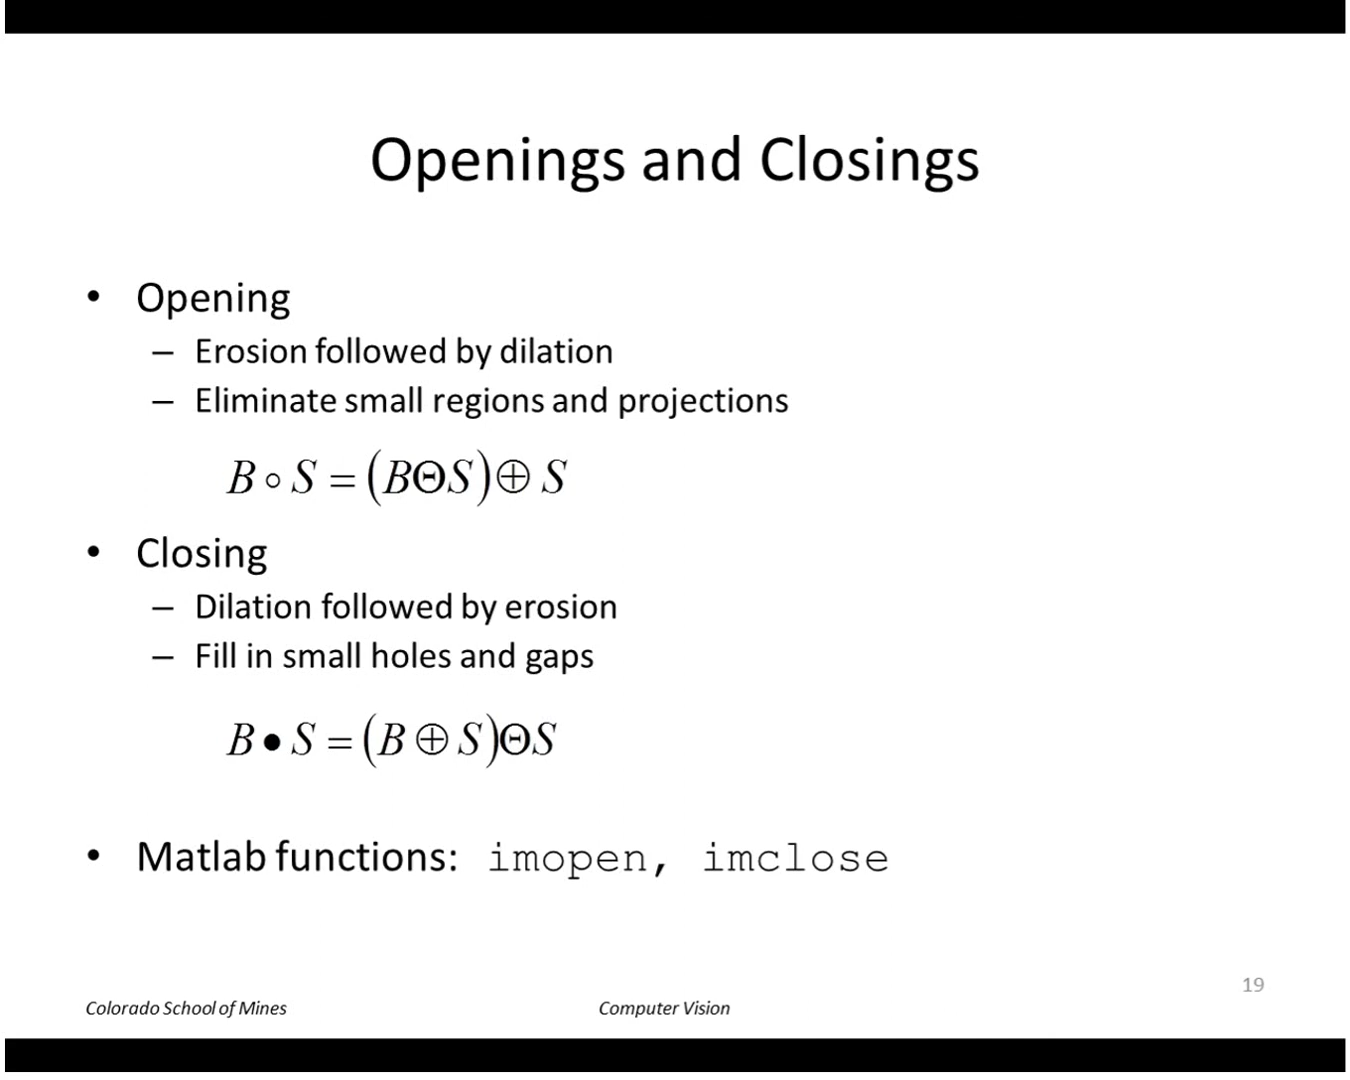 Openings and Closings
• Opening
– Erosion followed by dilation
– Eliminate small regions and projections
B ∘ S = (BΘS)⊕ S
• Closing
– Dilation followed by erosion
– Fill in small holes and gaps
B • S = (B ⊕ S)ΘS
• Matlab functions: imopen, imclose
19
Colorado School of Mines Computer Vision